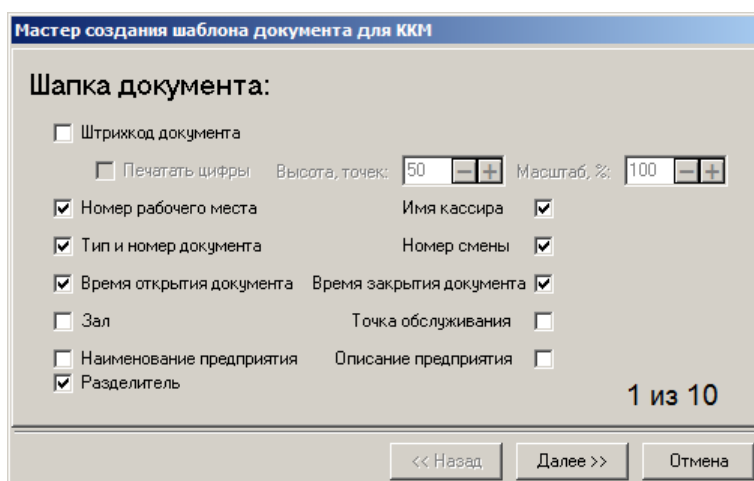 Мастер создания шаблона документа для ККМ
Шапка документа:
Штрихкод документа
Печатать цифры Высота, точек: 50 Масштаб, %: 100
Номер рабочего места Имя кассира
Тип и номер документа Номер смены
Время открытия документа Время закрытия документа
Зал Точка обслуживания
Наименование предприятия Описание предприятия
Разделитель
1 из 10
<< Назад Далее >> Отмена